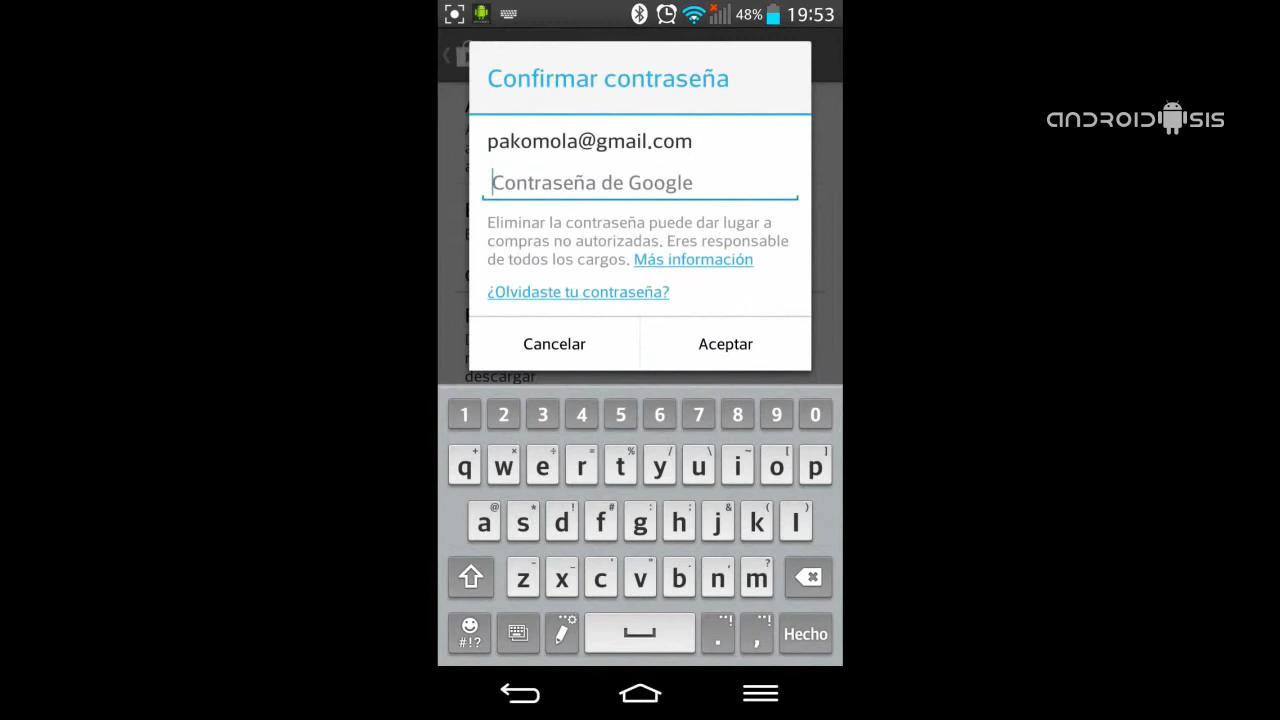 48% 19:53
Confirmar contraseña
pakomola@gmail.com
Contraseña de Google
Eliminar la contraseña puede dar lugar a
compras no autorizadas. Eres responsable
de todos los cargos. Más información
¿Olvidaste tu contraseña?
Cancelar Aceptar
descargar
ANDROIDSIS
1 2 3 4 5 6 7 8 9 0
q w e r t y u i o p
a s d f g h j k l
z x c v b n m
#!? . , Hecho